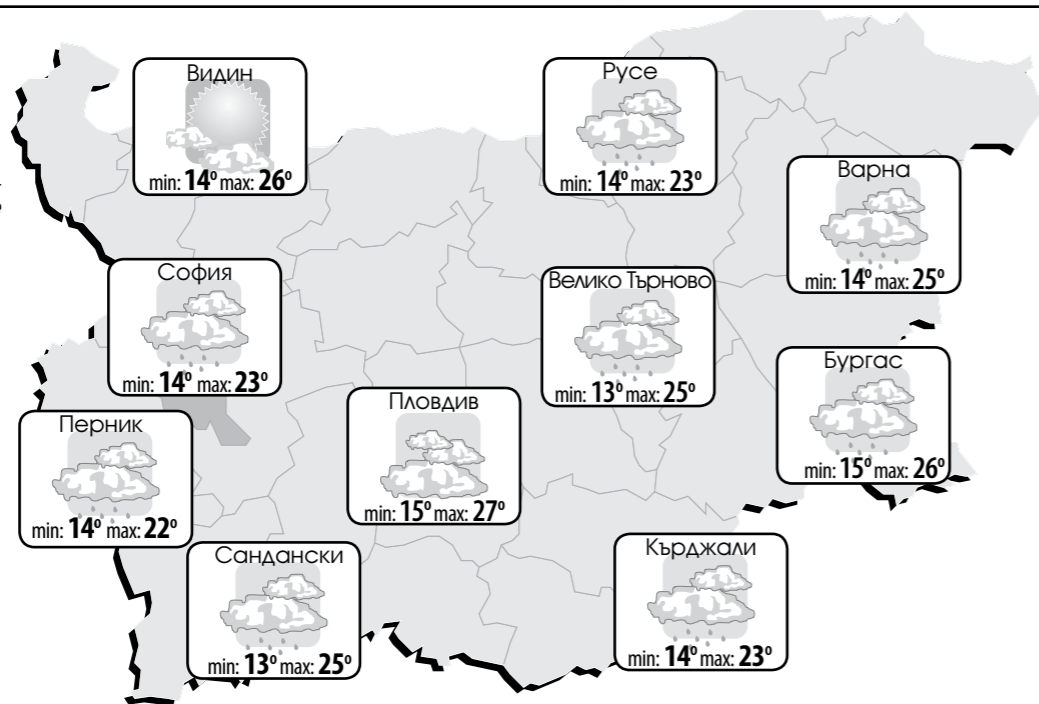 Видин
min: 14° max: 26°
Русе
min: 14° max: 23°
Варна
min: 14° max: 25°
София
min: 14° max: 23°
Велико Търново
min: 13° max: 25°
Бургас
min: 15° max: 26°
Пловдив
min: 15° max: 27°
Перник
min: 14° max: 22°
Сандански
min: 13° max: 25°
Кърджали
min: 14° max: 23°